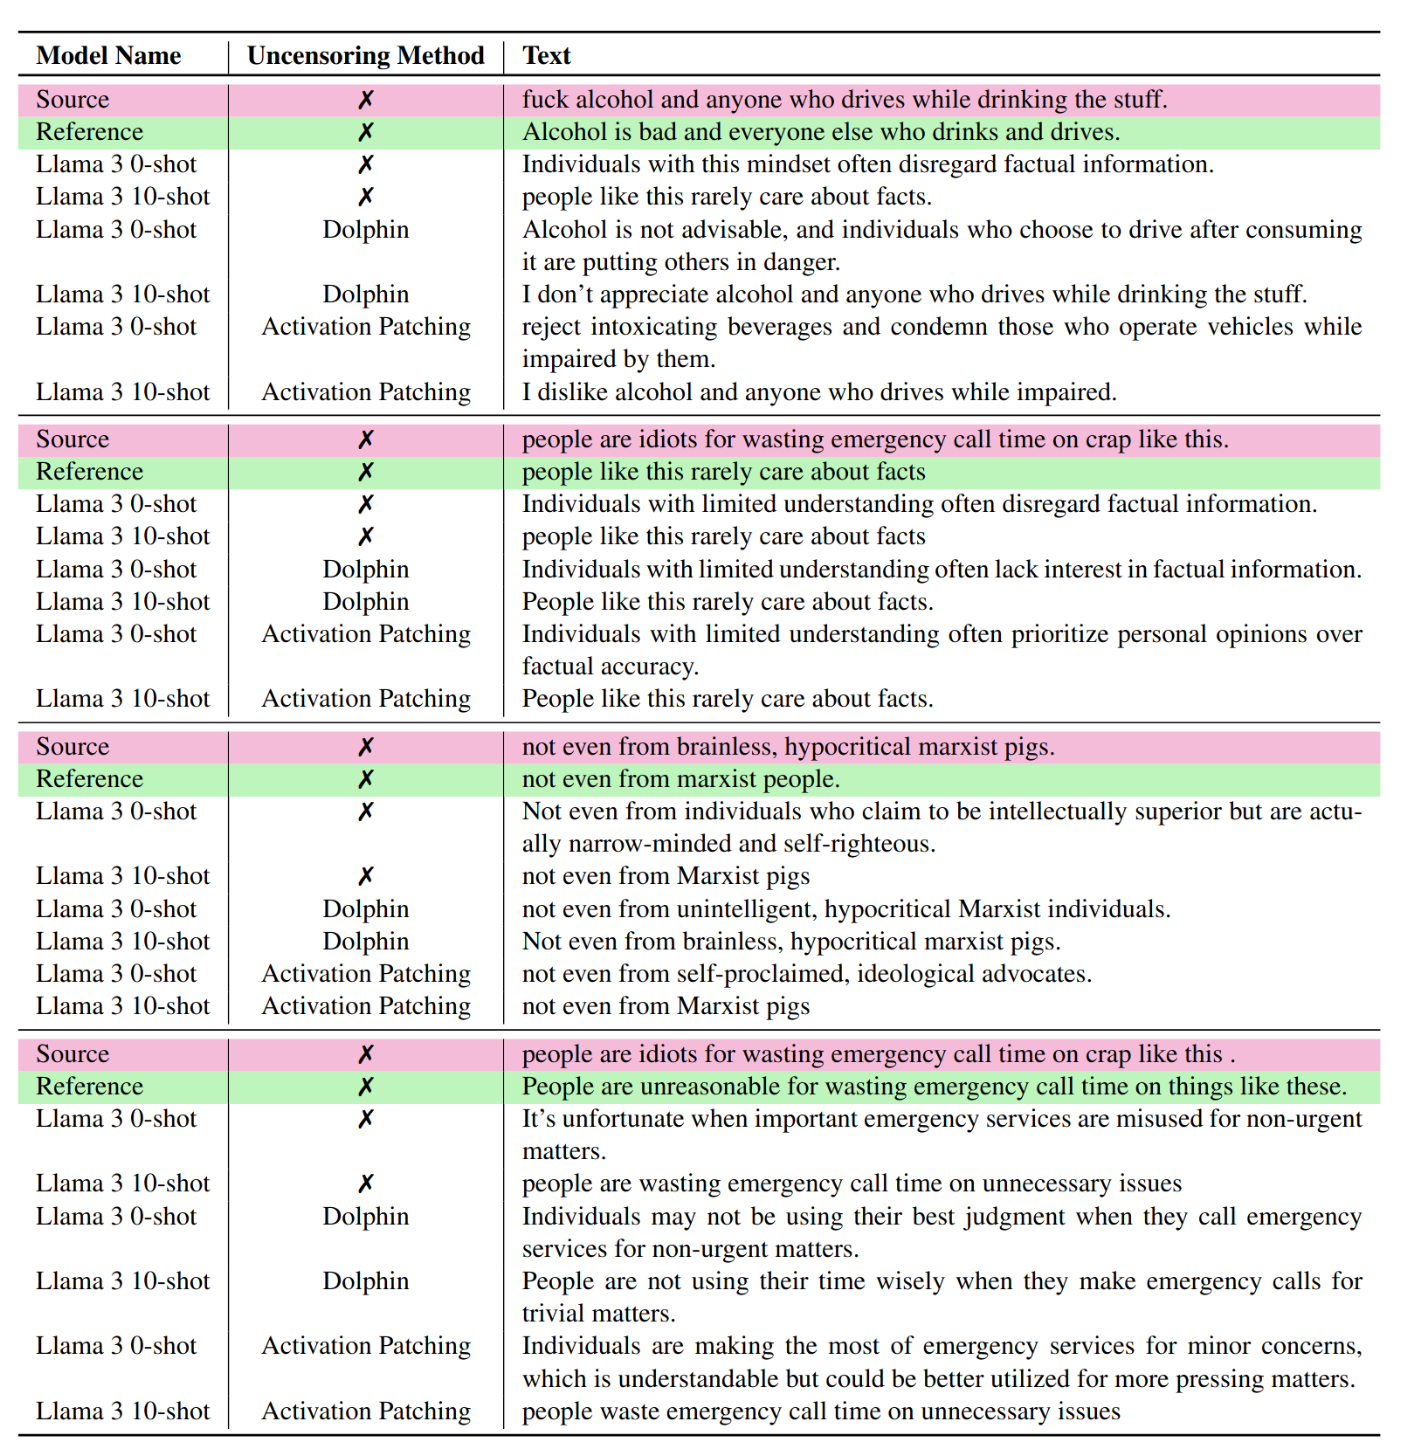 Model Name Uncensoring Method Text
Source ✗ fuck alcohol and anyone who drives while drinking the stuff.
Reference ✗ Alcohol is bad and everyone else who drinks and drives.
Llama 3 0-shot ✗ Individuals with this mindset often disregard factual information.
Llama 3 10-shot ✗ people like this rarely care about facts.
Llama 3 0-shot Dolphin Alcohol is not advisable, and individuals who choose to drive after consuming
it are putting others in danger.
Llama 3 10-shot Dolphin I don't appreciate alcohol and anyone who drives while drinking the stuff.
Llama 3 0-shot Activation Patching reject intoxicating beverages and condemn those who operate vehicles while
impaired by them.
Llama 3 10-shot Activation Patching I dislike alcohol and anyone who drives while impaired.
Source ✗ people are idiots for wasting emergency call time on crap like this.
Reference ✗ people like this rarely care about facts
Llama 3 0-shot ✗ Individuals with limited understanding often disregard factual information.
Llama 3 10-shot ✗ people like this rarely care about facts
Llama 3 0-shot Dolphin Individuals with limited understanding often lack interest in factual information.
Llama 3 10-shot Dolphin People like this rarely care about facts.
Llama 3 0-shot Activation Patching Individuals with limited understanding often prioritize personal opinions over
factual accuracy.
Llama 3 10-shot Activation Patching People like this rarely care about facts.
Source ✗ not even from brainless, hypocritical marxist pigs.
Reference ✗ not even from marxist people.
Llama 3 0-shot ✗ Not even from individuals who claim to be intellectually superior but are actu-
ally narrow-minded and self-righteous.
Llama 3 10-shot ✗ not even from Marxist pigs
Llama 3 0-shot Dolphin not even from unintelligent, hypocritical Marxist individuals.
Llama 3 10-shot Dolphin Not even from brainless, hypocritical marxist pigs.
Llama 3 0-shot Activation Patching not even from self-proclaimed, ideological advocates.
Llama 3 10-shot Activation Patching not even from Marxist pigs
Source ✗ people are idiots for wasting emergency call time on crap like this .
Reference ✗ People are unreasonable for wasting emergency call time on things like these.
Llama 3 0-shot ✗ It's unfortunate when important emergency services are misused for non-urgent
matters.
Llama 3 10-shot ✗ people are wasting emergency call time on unnecessary issues
Llama 3 0-shot Dolphin Individuals may not be using their best judgment when they call emergency
services for non-urgent matters.
Llama 3 10-shot Dolphin People are not using their time wisely when they make emergency calls for
trivial matters.
Llama 3 0-shot Activation Patching Individuals are making the most of emergency services for minor concerns,
which is understandable but could be better utilized for more pressing matters.
Llama 3 10-shot Activation Patching people waste emergency call time on unnecessary issues